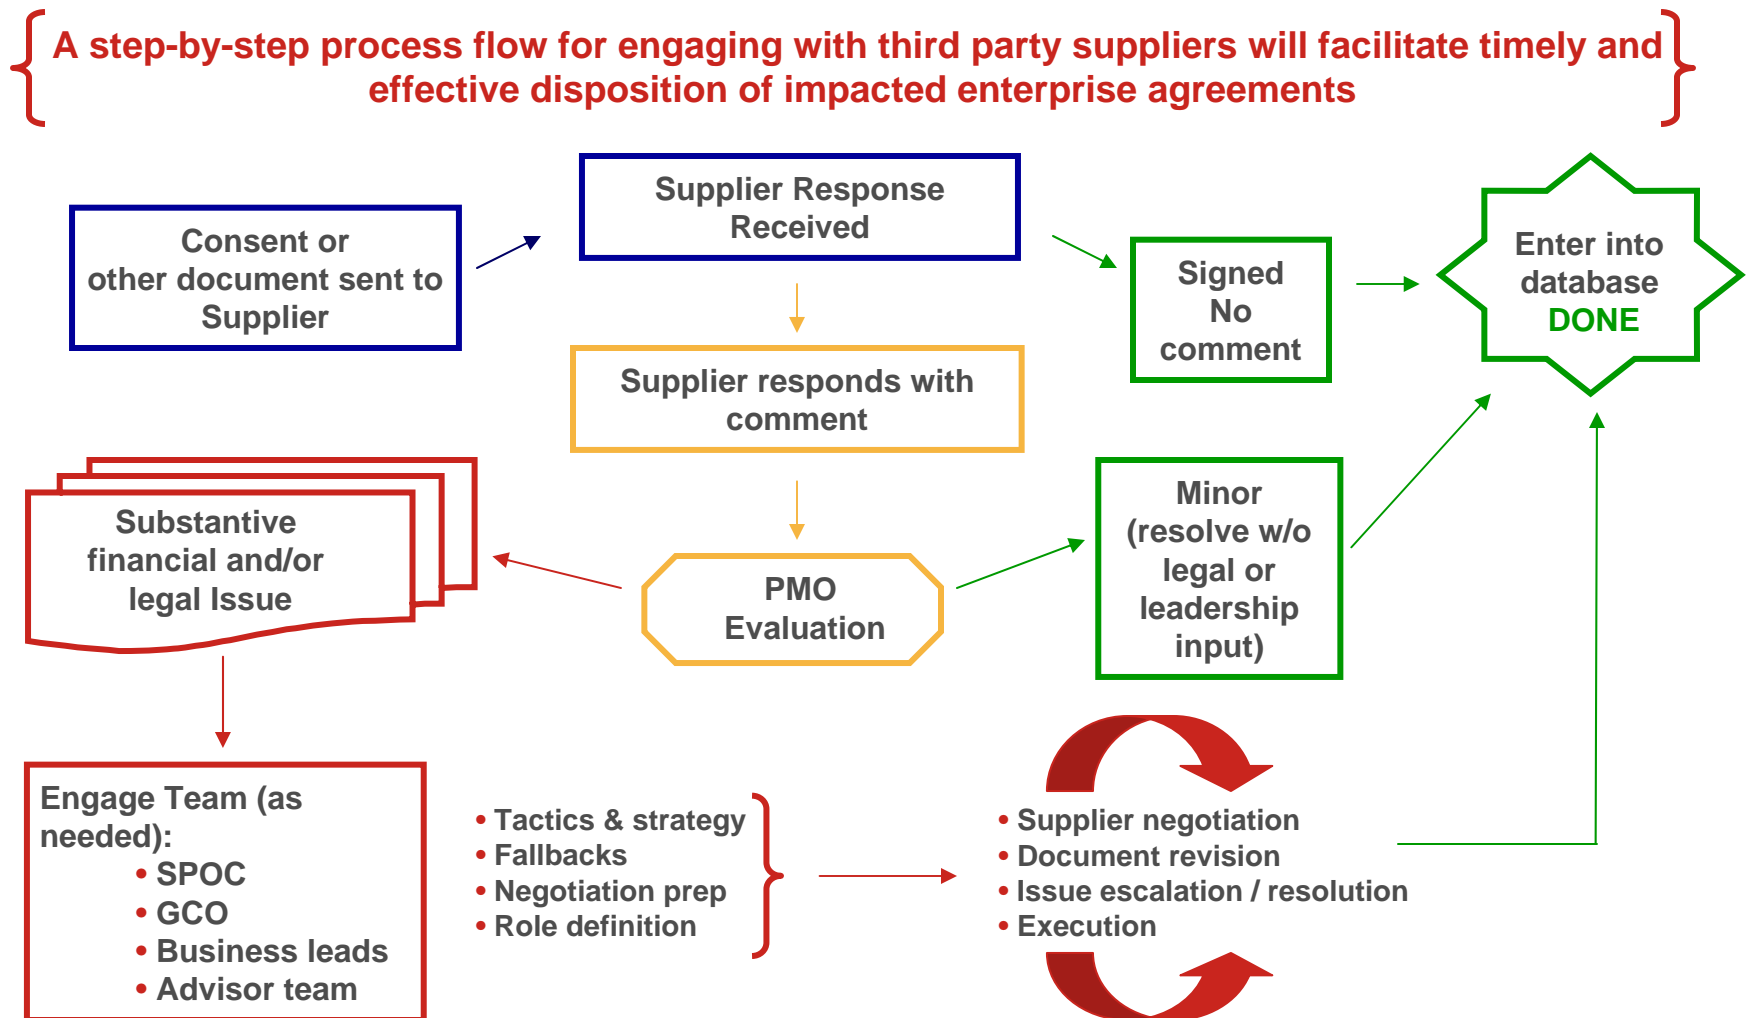 A step-by-step process flow for engaging with third party suppliers will facilitate timely and
effective disposition of impacted enterprise agreements
Consent or
other document sent to
Supplier
Supplier Response
Received
Signed
No
comment
Enter into
database
DONE
Supplier responds with
comment
Substantive
financial and/or
legal Issue
PMO
Evaluation
Minor
(resolve w/o
legal or
leadership
input)
Engage Team (as
needed):
• SPOC
• GCO
• Business leads
• Advisor team
• Tactics & strategy
• Fallbacks
• Negotiation prep
• Role definition
• Supplier negotiation
• Document revision
• Issue escalation / resolution
• Execution